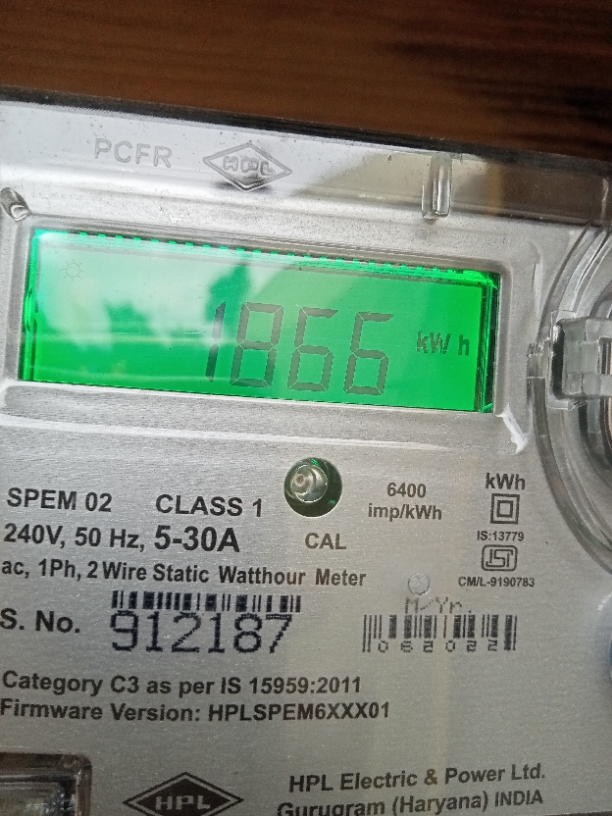 PCFR HPL
1866 kWh
SPEM 02 CLASS 1
6400
imp/kWh
kWh
240V, 50 Hz, 5-30A
CAL
IS:13779
ISI
ac, 1Ph, 2 Wire Static Watthour Meter
CM/L-9190783
M/Yr.
S. No. 912187
062022
Category C3 as per IS 15959:2011
Firmware Version: HPLSPEM6XXX01
HPL
HPL Electric & Power Ltd.
Gurugram (Haryana) INDIA